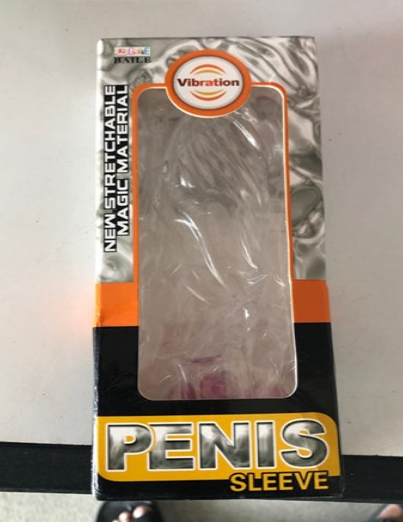 BAILE
Vibration
NEW STRETCHABLE
MAGIC MATERIAL
PENIS
SLEEVE